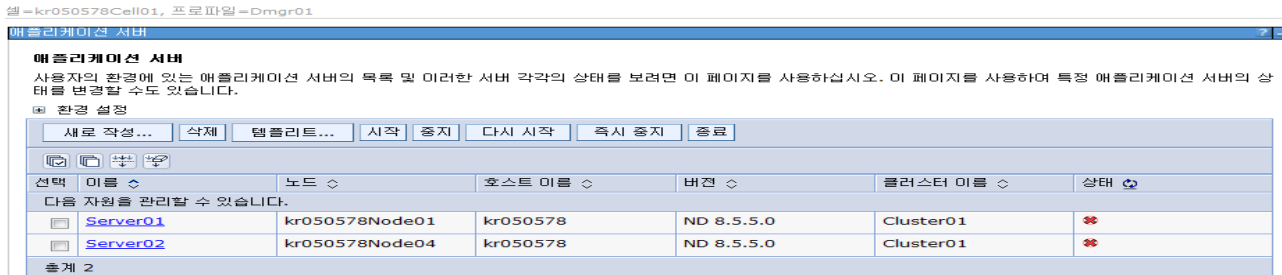 셀=kr050578Cell01, 프로파일=Dmgr01
애플리케이션 서버 ? -
애플리케이션 서버
사용자의 환경에 있는 애플리케이션 서버의 목록 및 이러한 서버 각각의 상태를 보려면 이 페이지를 사용하십시오. 이 페이지를 사용하여 특정 애플리케이션 서버의 상
태를 변경할 수도 있습니다.
환경 설정
새로 작성... 삭제 템플리트... 시작 중지 다시 시작 즉시 중지 종료
선택 이름 노드 호스트 이름 버전 클러스터 이름 상태
다음 자원을 관리할 수 있습니다.
Server01 kr050578Node01 kr050578 ND 8.5.5.0 Cluster01
Server02 kr050578Node04 kr050578 ND 8.5.5.0 Cluster01
총계 2